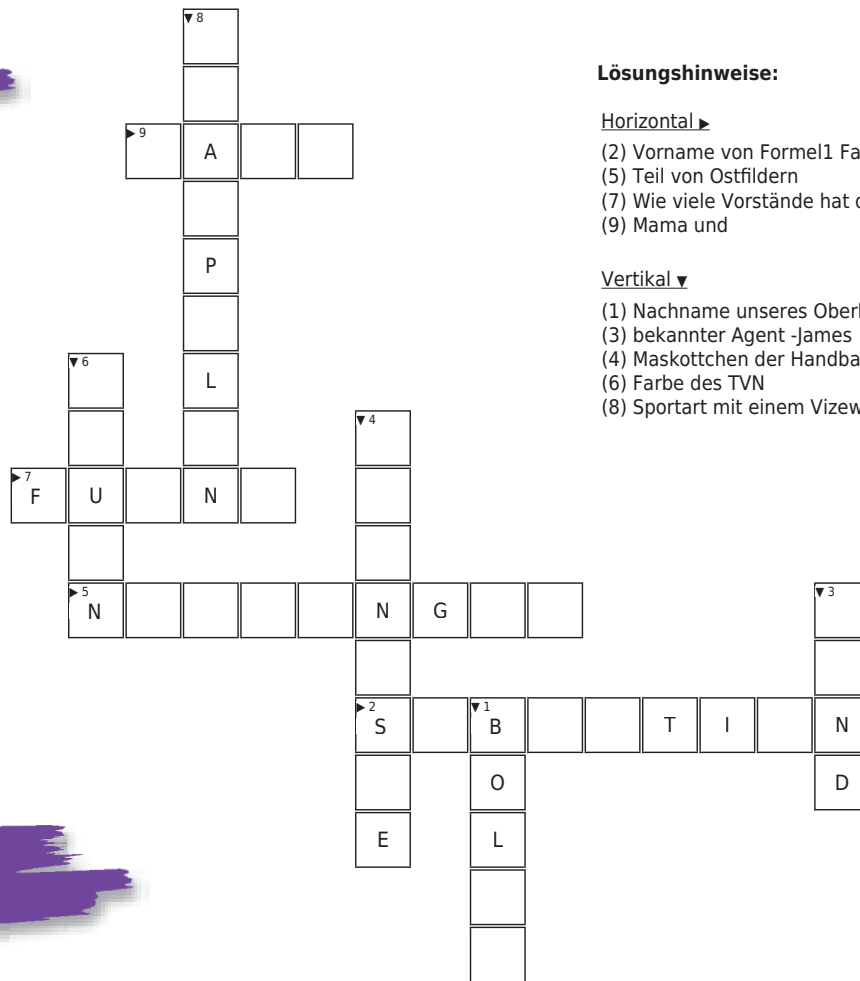 ▼ 8
▶ 9
A
P
▼ 6
L
▼ 4
▶ 7
F U N
▶ 5
N N G
▼ 3
▶ 2 ▼ 1
S B T I N
O D
E L
Lösungshinweise:
Horizontal ▶
(2) Vorname von Formel1 Fa
(5) Teil von Ostfildern
(7) Wie viele Vorstände hat
(9) Mama und
Vertikal ▼
(1) Nachname unseres Ober
(3) bekannter Agent -James
(4) Maskottchen der Handba
(6) Farbe des TVN
(8) Sportart mit einem Vizew